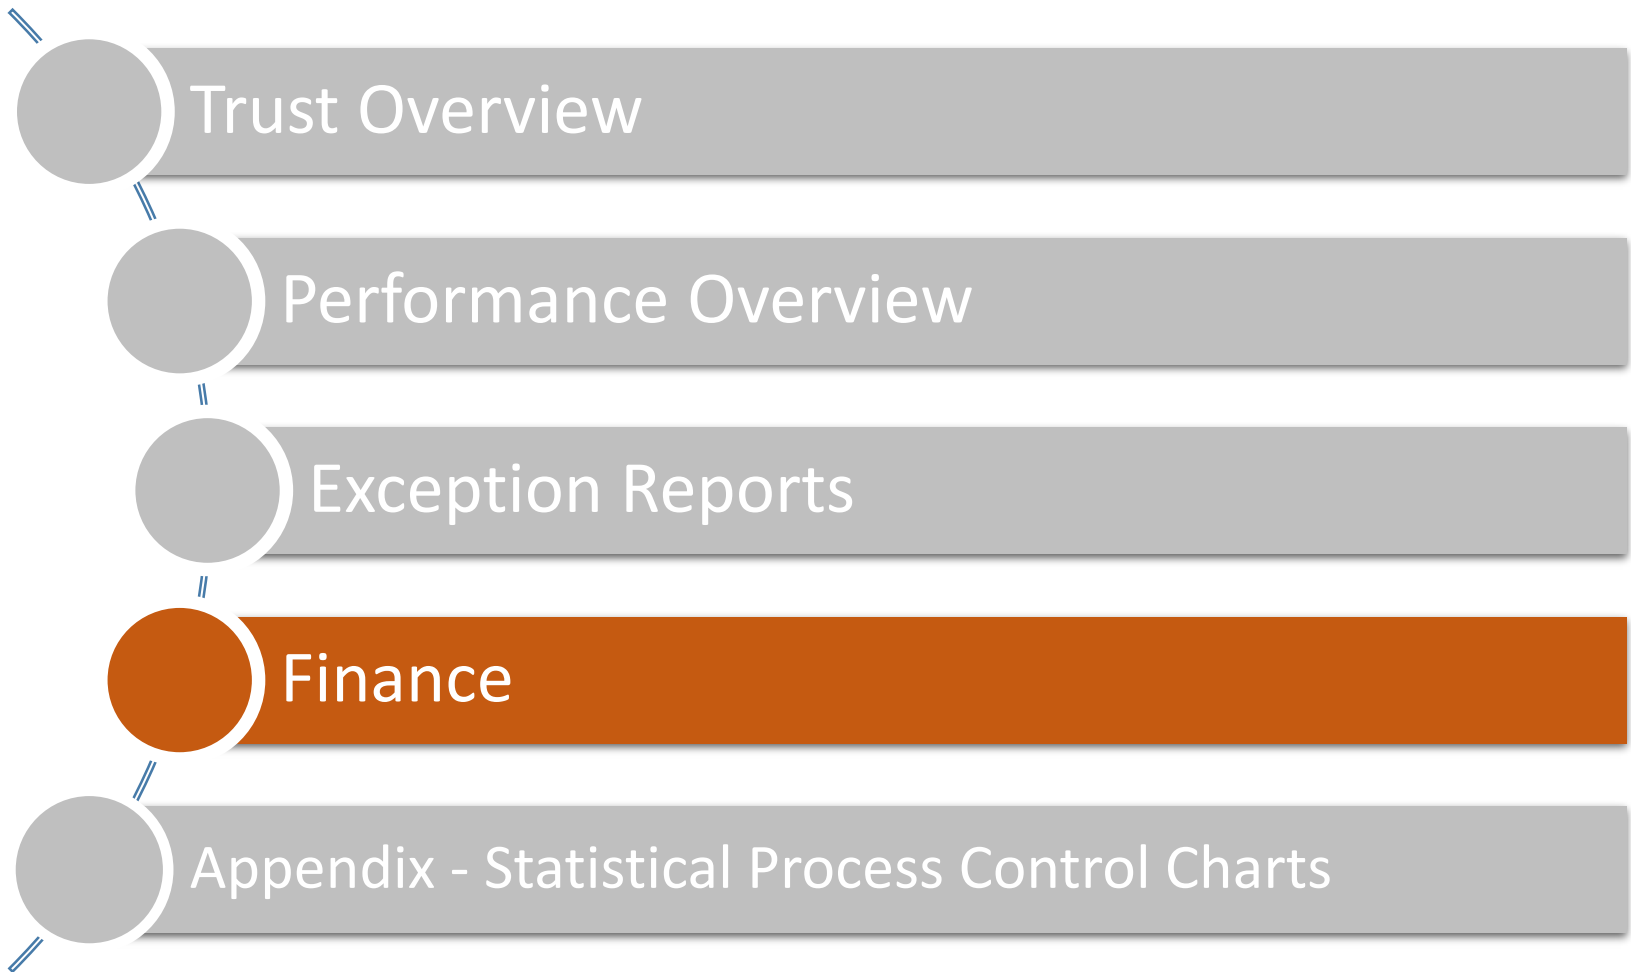 Trust Overview
Performance Overview
Exception Reports
Finance
Appendix - Statistical Process Control Charts